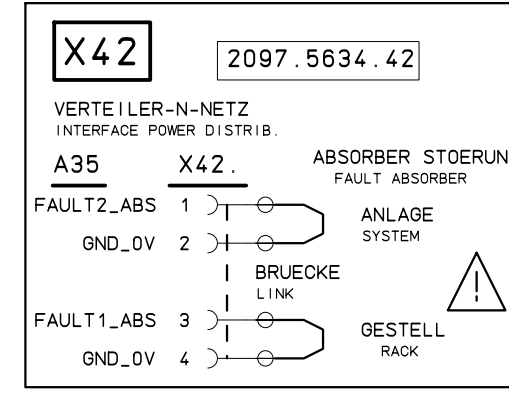 X42
2097.5634.42
VERTEILER-N-NETZ
INTERFACE POWER DISTRIB.
A35 X42. ABSORBER STOERUN
FAULT ABSORBER
FAULT2_ABS 1 ANLAGE
GND_0V 2 SYSTEM
BRUECKE
LINK
!
FAULT1_ABS 3 GESTELL
GND_0V 4 RACK